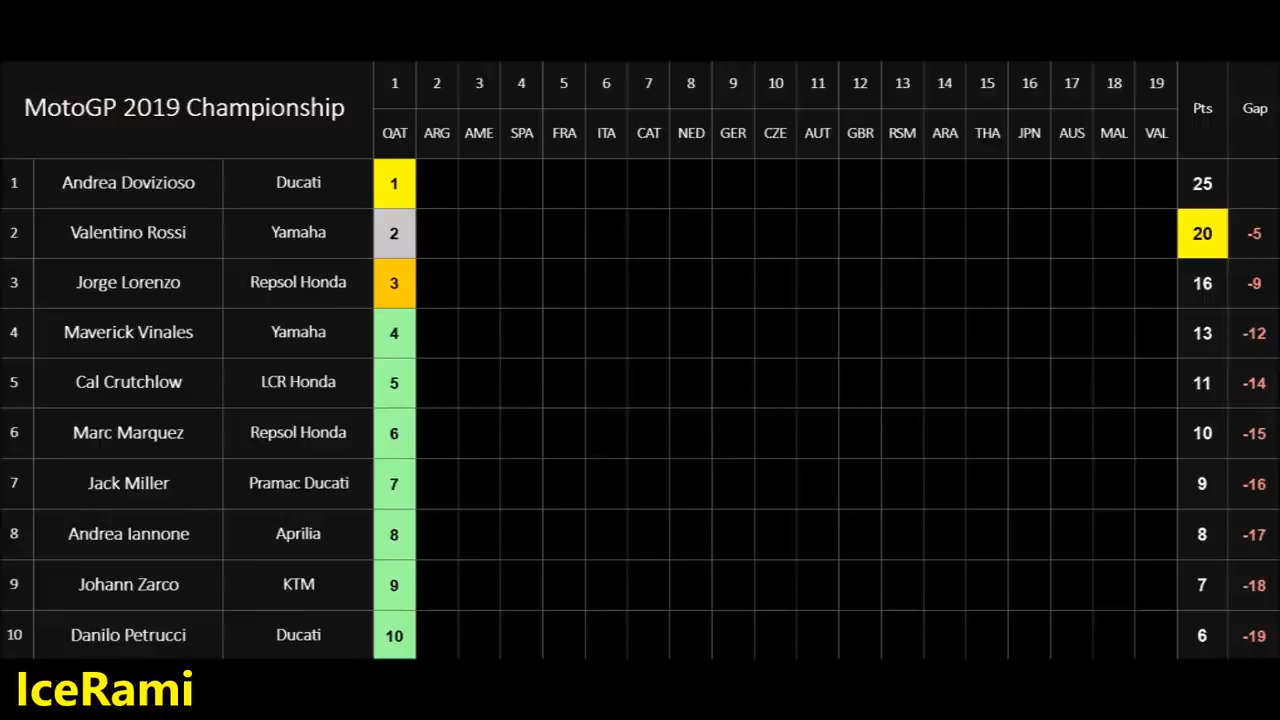 MotoGP 2019 Championship 1 2 3 4 5 6 7 8 9 10 11 12 13 14 15 16 17 18 19 Pts Gap
QAT ARG AME SPA FRA ITA CAT NED GER CZE AUT GBR RSM ARA THA JPN AUS MAL VAL
1 Andrea Dovizioso Ducati 1 25
2 Valentino Rossi Yamaha 2 20 -5
3 Jorge Lorenzo Repsol Honda 3 16 -9
4 Maverick Vinales Yamaha 4 13 -12
5 Cal Crutchlow LCR Honda 5 11 -14
6 Marc Marquez Repsol Honda 6 10 -15
7 Jack Miller Pramac Ducati 7 9 -16
8 Andrea Iannone Aprilia 8 8 -17
9 Johann Zarco KTM 9 7 -18
10 Danilo Petrucci Ducati 10 6 -19
IceRami